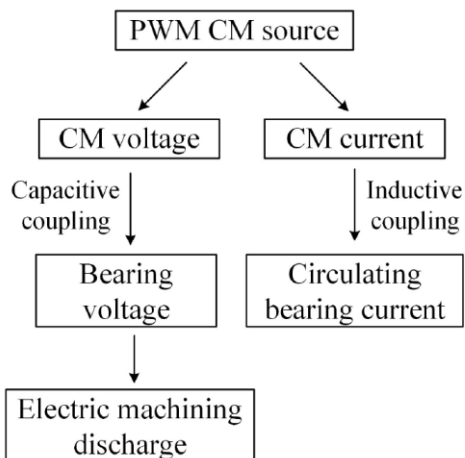 PWM CM source
CM voltage
CM current
Capacitive
coupling
Inductive
coupling
Bearing
voltage
Circulating
bearing current
Electric machining
discharge